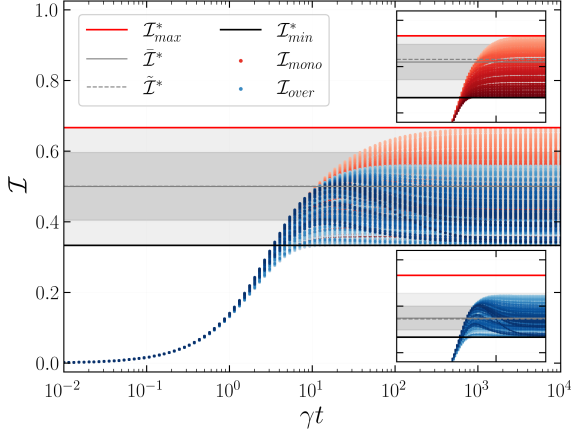 1.0
0.8
0.6
0.4
0.2
0.0
ℐ
ℐ*max
ℐ̄*
ℐ̃*
ℐ*min
ℐmono
ℐover
10⁻² 10⁻¹ 10⁰ 10¹ 10² 10³ 10⁴
γt